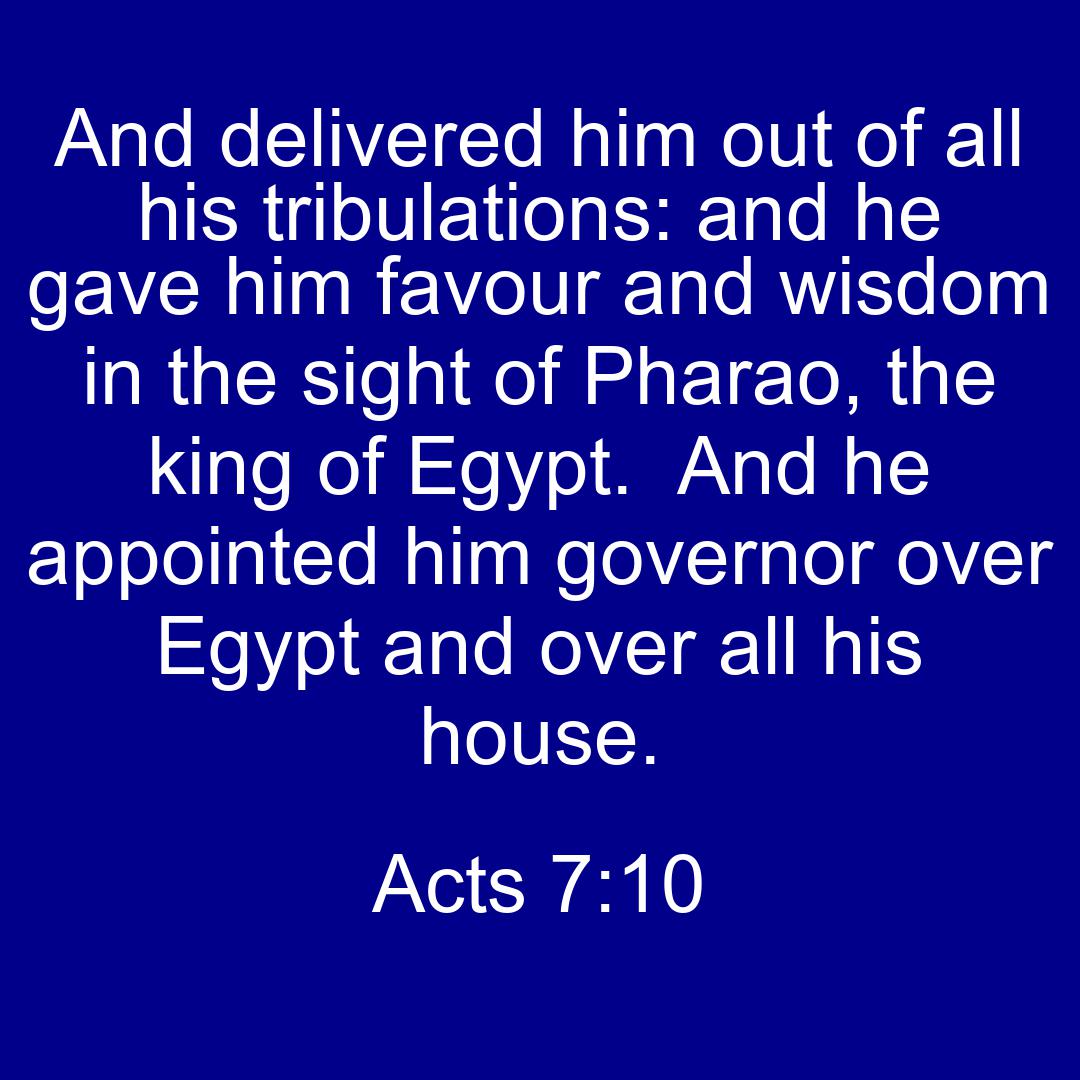 And delivered him out of all
his tribulations: and he
gave him favour and wisdom
in the sight of Pharao, the
king of Egypt.  And he
appointed him governor over
Egypt and over all his
house.
Acts 7:10